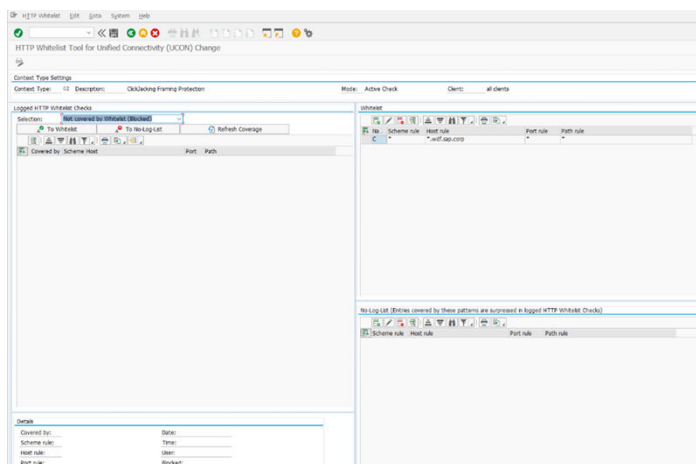 HTTP Whitelist Edit Goto System Help
HTTP Whitelist Tool for Unified Connectivity (UCON) Change
Context Type Settings
Context Type: 02 Description: ClickJacking Framing Protection Mode: Active Check Client: all clients
Logged HTTP Whitelist Checks
Selection: Not covered by Whitelist (Blocked)
To Whitelist To No-Log-List Refresh Coverage
Covered by Scheme Host Port Path
Whitelist
No. Scheme rule Host rule Port rule Path rule
* *.wdf.sap.corp * *
No-Log-List (Entries covered by these patterns are surpressed in logged HTTP Whitelist Checks)
Scheme rule Host rule Port rule Path rule
Details
Covered by: Date:
Scheme rule: Time:
Host rule: User:
Port rule: Blocked: